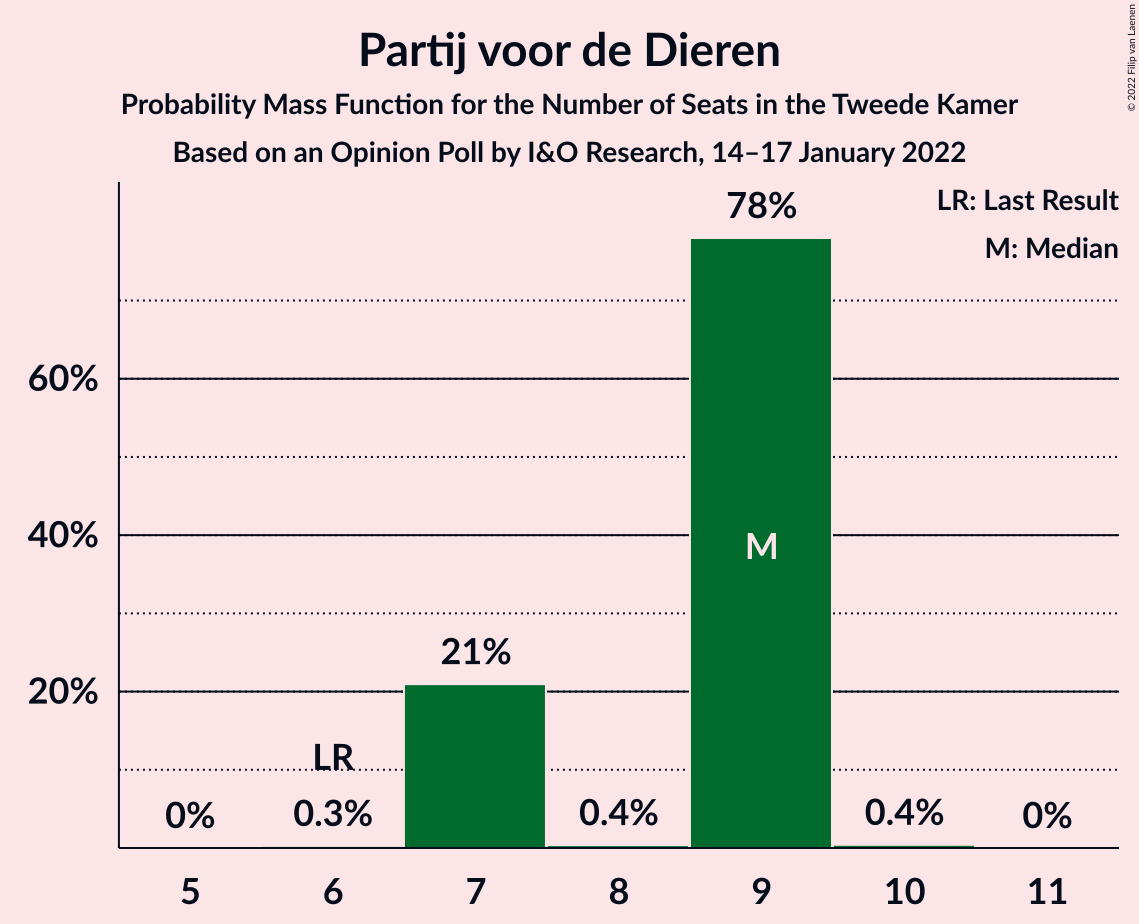 Partij voor de Dieren
Probability Mass Function for the Number of Seats in the Tweede Kamer
Based on an Opinion Poll by I&O Research, 14–17 January 2022
© 2022 Filip van Laenen
LR: Last Result
M: Median
78%
60%
40%
M
21%
20%
LR
0% 0.3% 0.4% 0.4% 0%
5 6 7 8 9 10 11